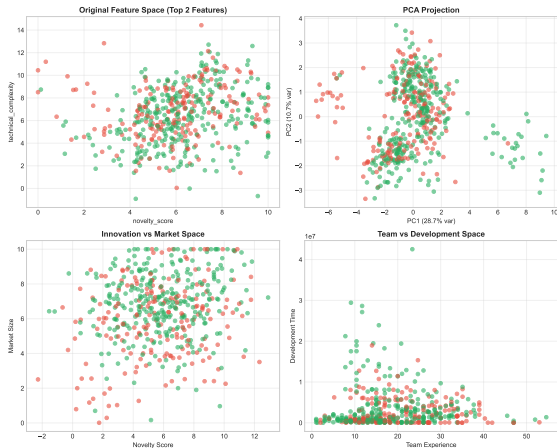 Original Feature Space (Top 2 Features)
technical_complexity
14
12
10
8
6
4
2
0
0 2 4 6 8 10
novelty_score
PCA Projection
PC2 (10.7% var)
4
3
2
1
0
−1
−2
−3
−6 −4 −2 0 2 4 6 8 10
PC1 (28.7% var)
Innovation vs Market Space
Market Size
10
8
6
4
2
0
−2 0 2 4 6 8 10 12
Novelty Score
Team vs Development Space
1e7
Development Time
4
3
2
1
0
0 10 20 30 40 50
Team Experience